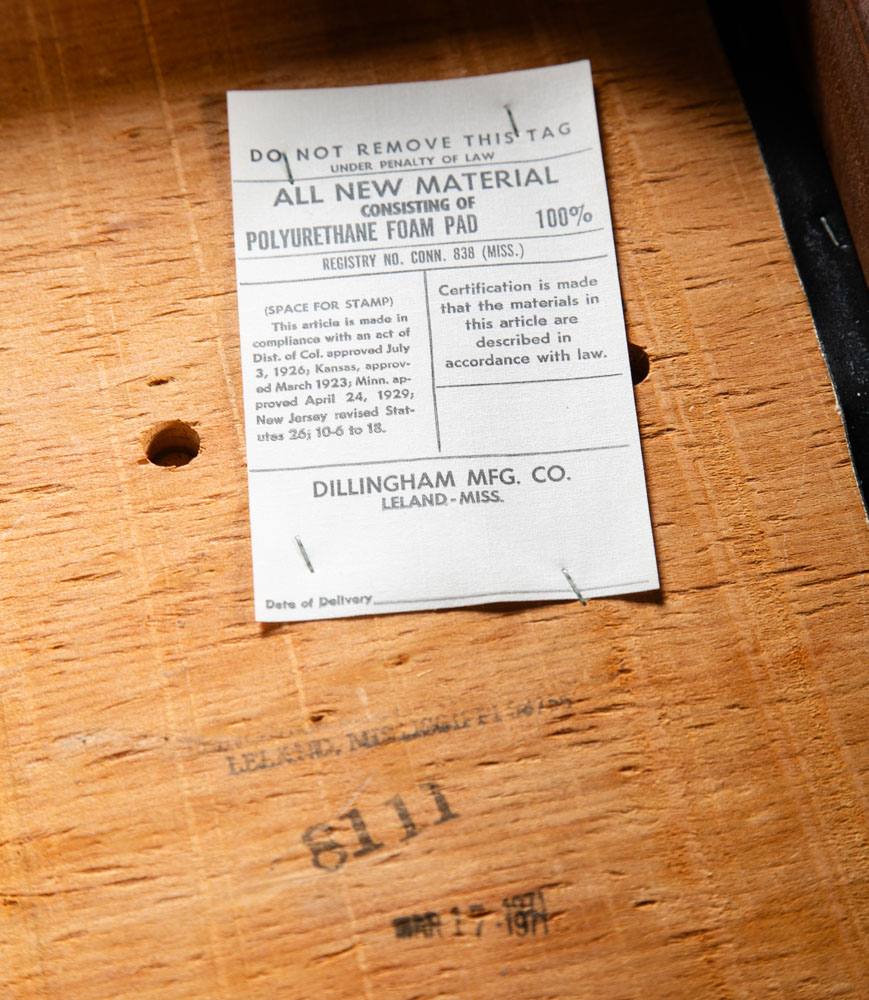 DO NOT REMOVE THIS TAG
UNDER PENALTY OF LAW
ALL NEW MATERIAL
CONSISTING OF
POLYURETHANE FOAM PAD 100%
REGISTRY NO. CONN. 838 (MISS.)
(SPACE FOR STAMP)
This article is made in
compliance with an act of
Dist. of Col. approved July
3, 1926; Kansas, approv-
ed March 1923; Minn. ap-
proved April 24, 1929;
New Jersey revised Stat-
utes 26; 10-6 to 18.
Certification is made
that the materials in
this article are
described in
accordance with law.
DILLINGHAM MFG. CO.
LELAND - MISS.
Date of Delivery
LELAND, MISSISSIPPI
8111
MAR 17 1971